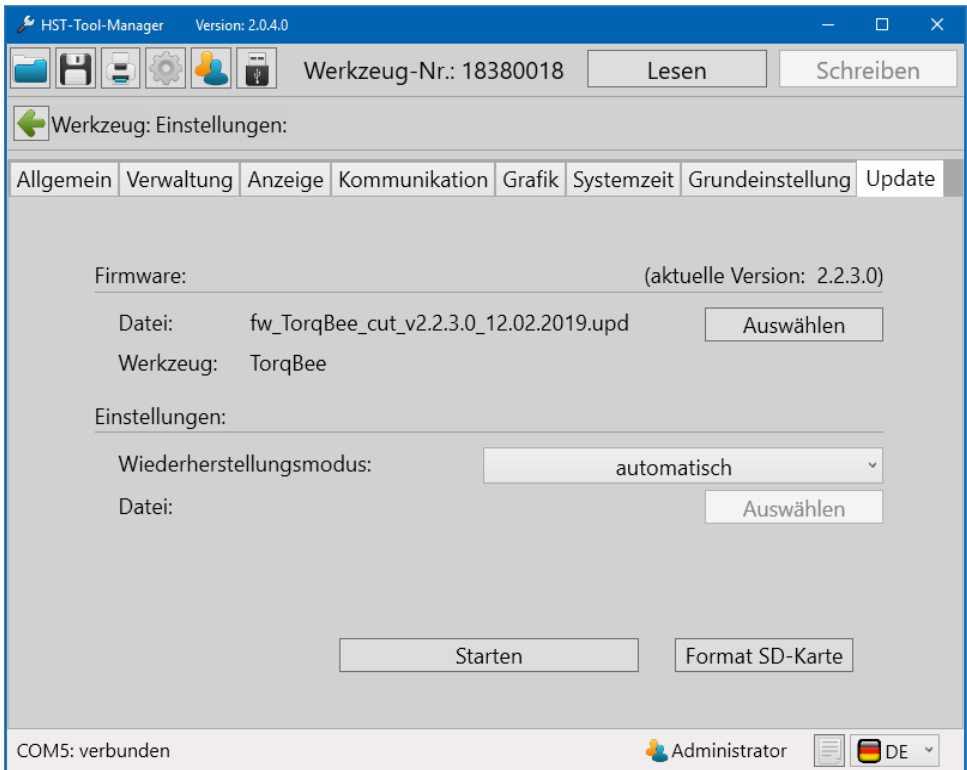 HST-Tool-Manager Version: 2.0.4.0
Werkzeug-Nr.: 18380018 Lesen Schreiben
Werkzeug: Einstellungen:
Allgemein Verwaltung Anzeige Kommunikation Grafik Systemzeit Grundeinstellung Update
Firmware: (aktuelle Version: 2.2.3.0)
Datei: fw_TorqBee_cut_v2.2.3.0_12.02.2019.upd Auswählen
Werkzeug: TorqBee
Einstellungen:
Wiederherstellungsmodus: automatisch
Datei: Auswählen
Starten Format SD-Karte
COM5: verbunden Administrator DE